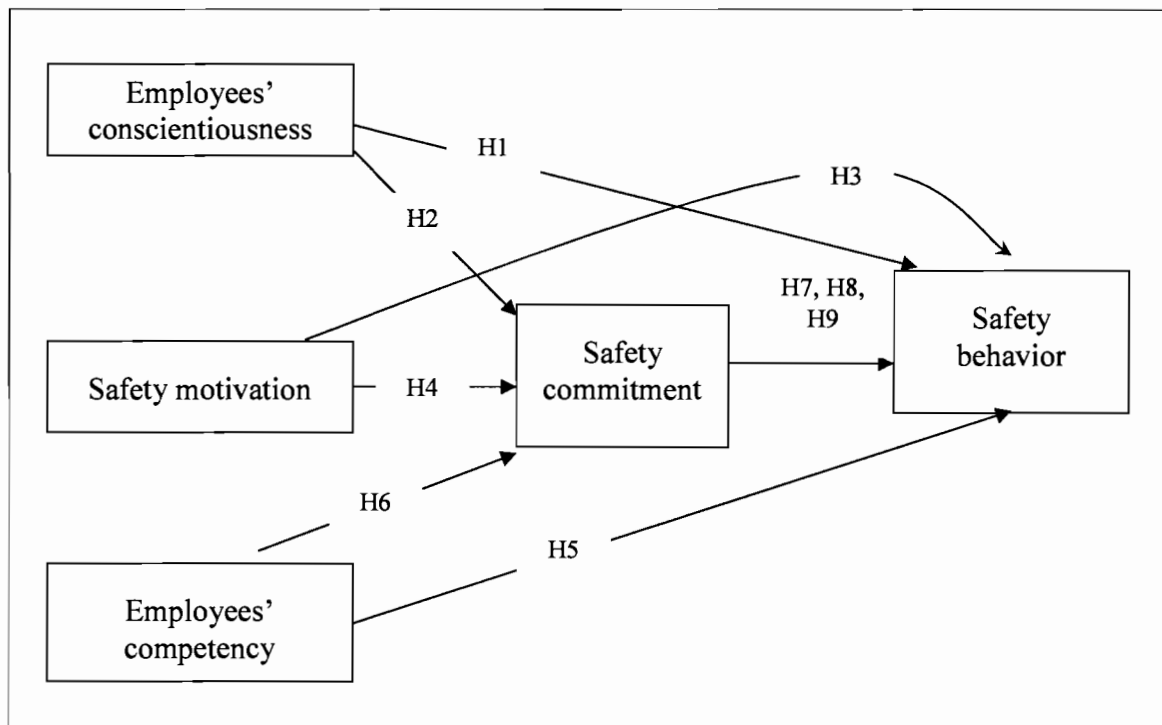 Employees’
conscientiousness
H1
H3
H2
H7, H8,
H9
Safety
behavior
Safety
commitment
Safety motivation
H4
H6
H5
Employees’
competency